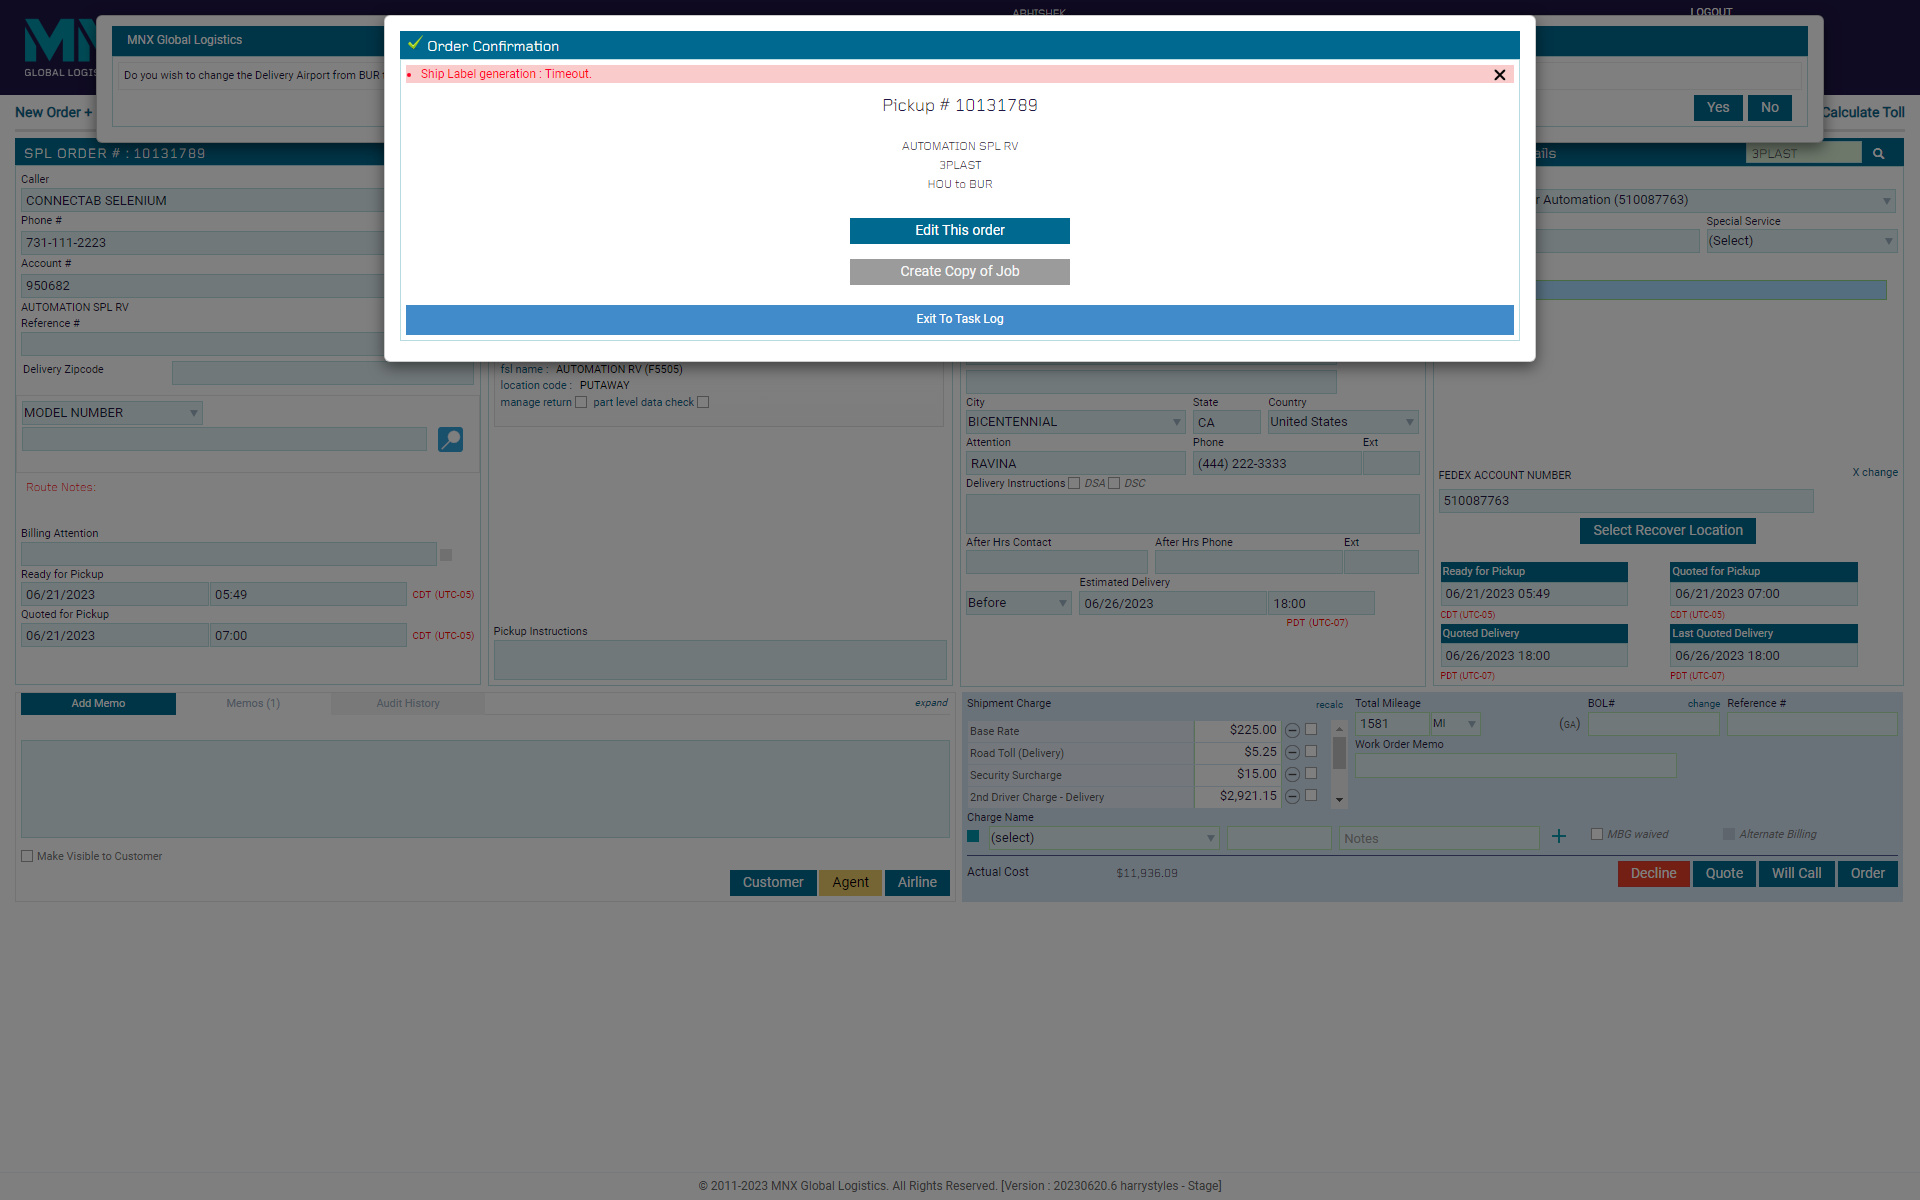 ABHISHEK
LOGOUT
GLOBAL LOGIS
MNX Global Logistics
Do you wish to change the Delivery Airport from BUR
Yes
No
New Order +
Calculate Toll
Order Confirmation
Ship Label generation : Timeout.
Pickup # 10131789
AUTOMATION SPL RV
3PLAST
HOU to BUR
Edit This order
Create Copy of Job
Exit To Task Log
SPL ORDER # : 10131789
Caller
CONNECTAB SELENIUM
Phone #
731-111-2223
Account #
950682
AUTOMATION SPL RV
Reference #
Delivery Zipcode
MODEL NUMBER
Route Notes:
Billing Attention
Ready for Pickup
06/21/2023 05:49 CDT (UTC-05)
Quoted for Pickup
06/21/2023 07:00 CDT (UTC-05)
fsl name : AUTOMATION RV (F5505)
location code : PUTAWAY
manage return part level data check
Pickup Instructions
City State Country
BICENTENNIAL CA United States
Attention Phone Ext
RAVINA (444) 222-3333
Delivery Instructions DSA DSC
After Hrs Contact After Hrs Phone Ext
Estimated Delivery
Before 06/26/2023 18:00
PDT (UTC-07)
ails
3PLAST
r Automation (510087763)
Special Service
(Select)
X change
FEDEX ACCOUNT NUMBER
510087763
Select Recover Location
Ready for Pickup Quoted for Pickup
06/21/2023 05:49 06/21/2023 07:00
CDT (UTC-05) CDT (UTC-05)
Quoted Delivery Last Quoted Delivery
06/26/2023 18:00 06/26/2023 18:00
PDT (UTC-07) PDT (UTC-07)
Add Memo Memos (1) Audit History expand
Make Visible to Customer
Customer Agent Airline
Shipment Charge recalc
Base Rate $225.00
Road Toll (Delivery) $5.25
Security Surcharge $15.00
2nd Driver Charge - Delivery $2,921.15
Total Mileage BOL# change Reference #
1581 MI (GA)
Work Order Memo
Charge Name
(select) Notes MBG waived Alternate Billing
Actual Cost $11,936.09
Decline Quote Will Call Order
© 2011-2023 MNX Global Logistics. All Rights Reserved. [Version : 20230620.6 harrystyles - Stage]